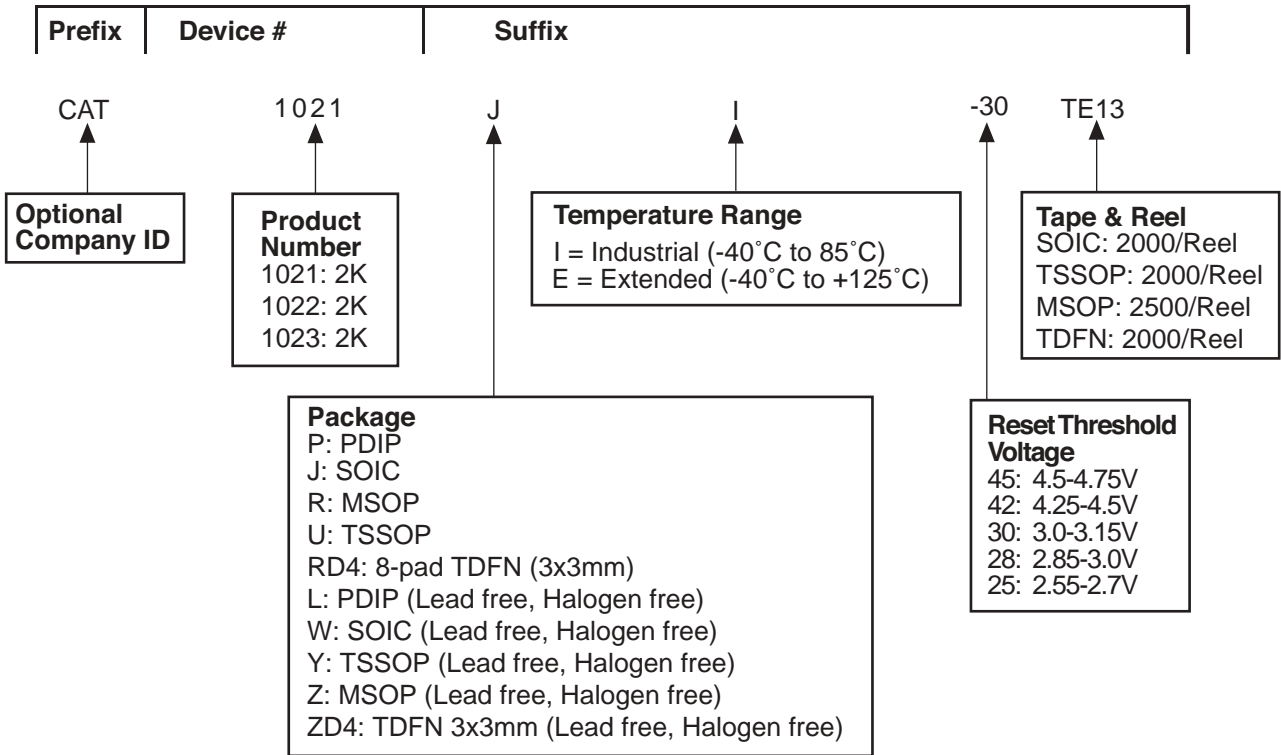 Prefix Device # Suffix
CAT 1021 J I -30 TE13
Optional
Company ID
Product
Number
1021: 2K
1022: 2K
1023: 2K
Temperature Range
I = Industrial (-40˚C to 85˚C)
E = Extended (-40˚C to +125˚C)
Tape & Reel
SOIC: 2000/Reel
TSSOP: 2000/Reel
MSOP: 2500/Reel
TDFN: 2000/Reel
Package
P: PDIP
J: SOIC
R: MSOP
U: TSSOP
RD4: 8-pad TDFN (3x3mm)
L: PDIP (Lead free, Halogen free)
W: SOIC (Lead free, Halogen free)
Y: TSSOP (Lead free, Halogen free)
Z: MSOP (Lead free, Halogen free)
ZD4: TDFN 3x3mm (Lead free, Halogen free)
Reset Threshold
Voltage
45: 4.5-4.75V
42: 4.25-4.5V
30: 3.0-3.15V
28: 2.85-3.0V
25: 2.55-2.7V